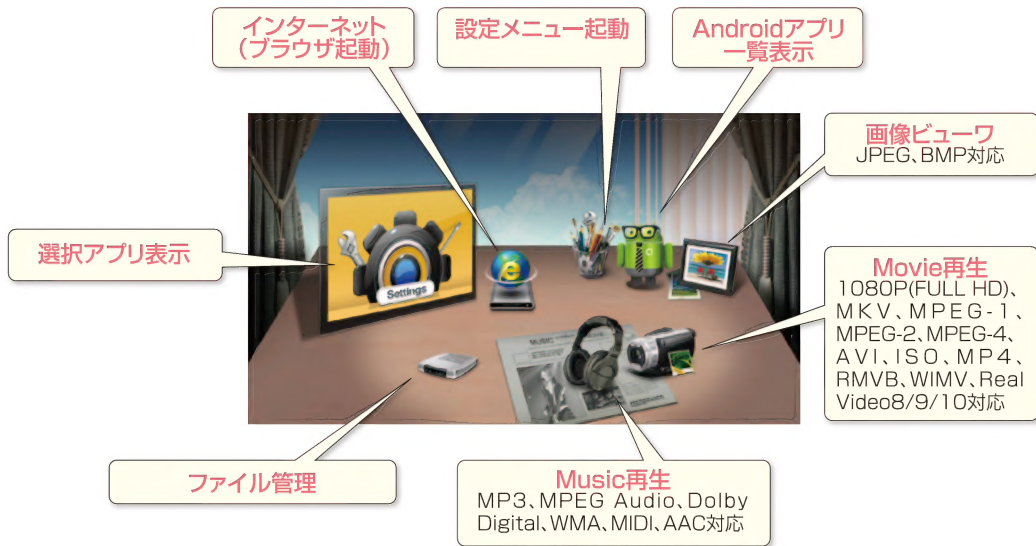 インターネット
(ブラウザ起動)
設定メニュー起動
Androidアプリ
一覧表示
画像ビューワ
JPEG、BMP対応
選択アプリ表示
Settings
MUSIC
Movie再生
1080P(FULL HD)、
MKV、MPEG-1、
MPEG-2、MPEG-4、
AVI、ISO、MP4、
RMVB、WIMV、Real
Video8/9/10対応
ファイル管理
Music再生
MP3、MPEG Audio、Dolby
Digital、WMA、MIDI、AAC対応